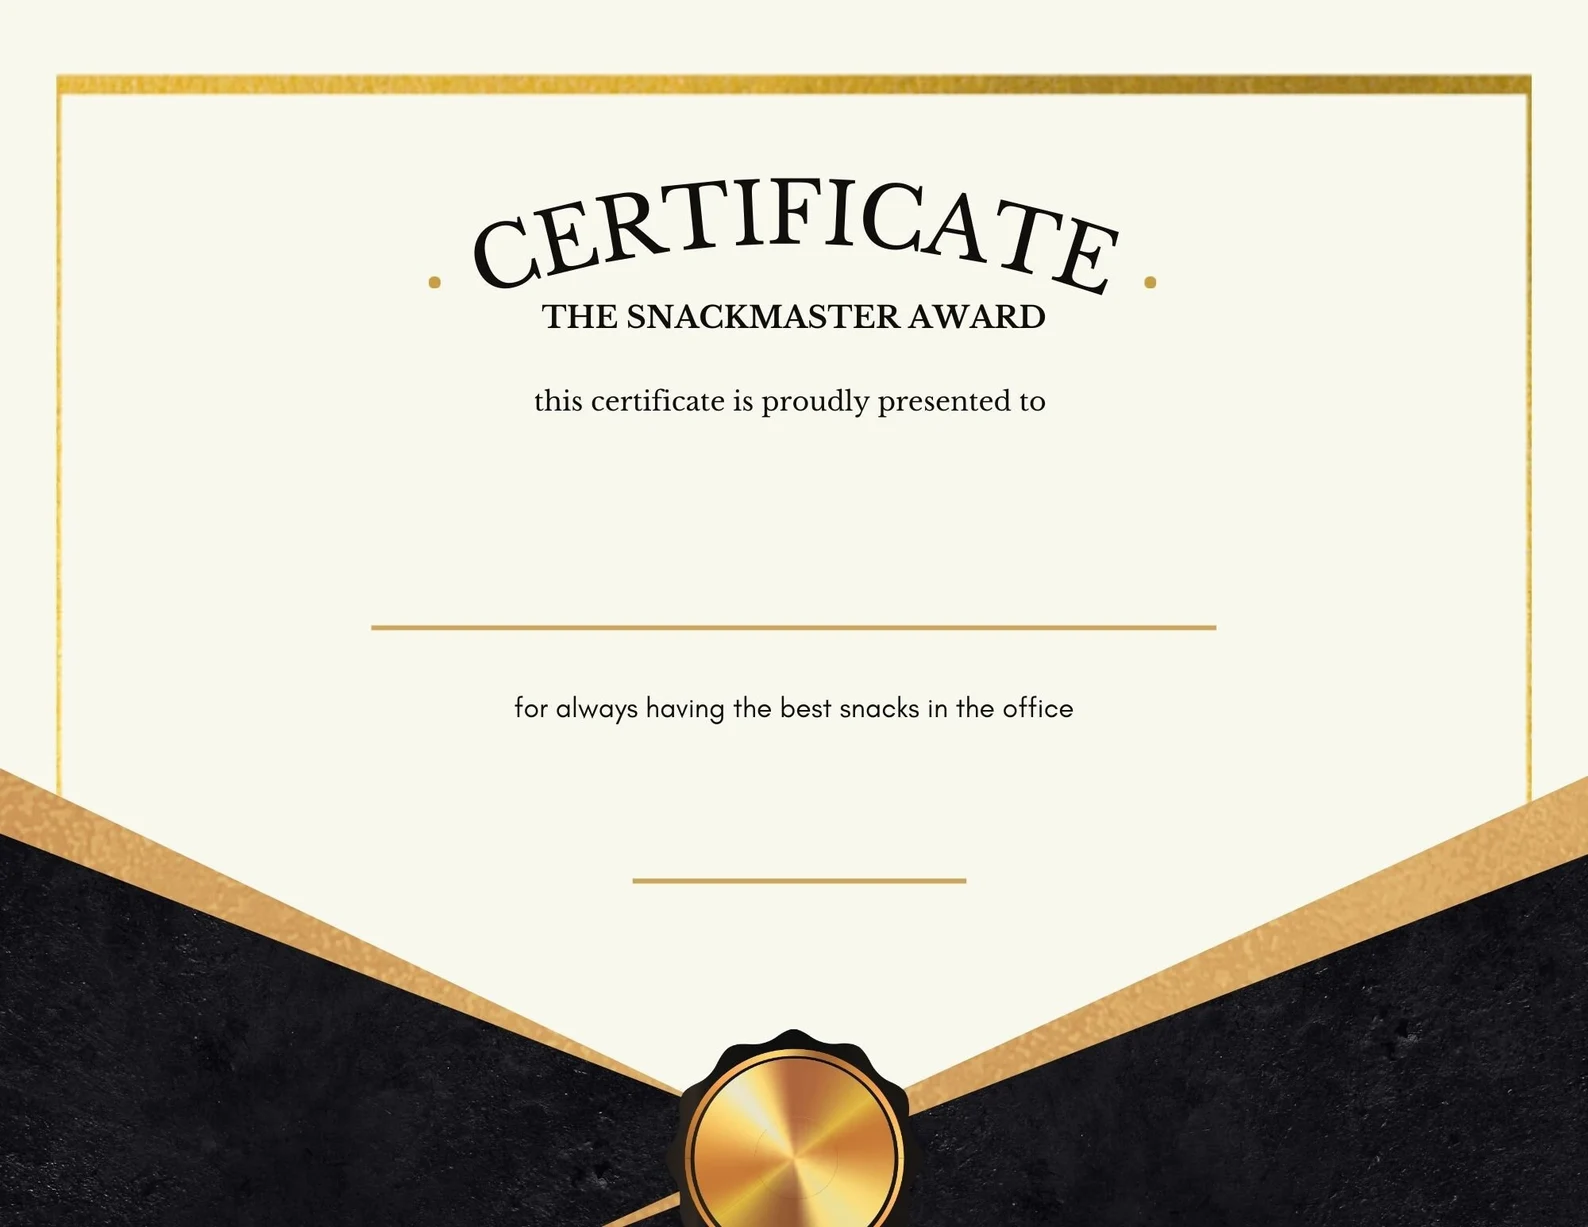 CERTIFICATE
THE SNACKMASTER AWARD
this certificate is proudly presented to
for always having the best snacks in the office